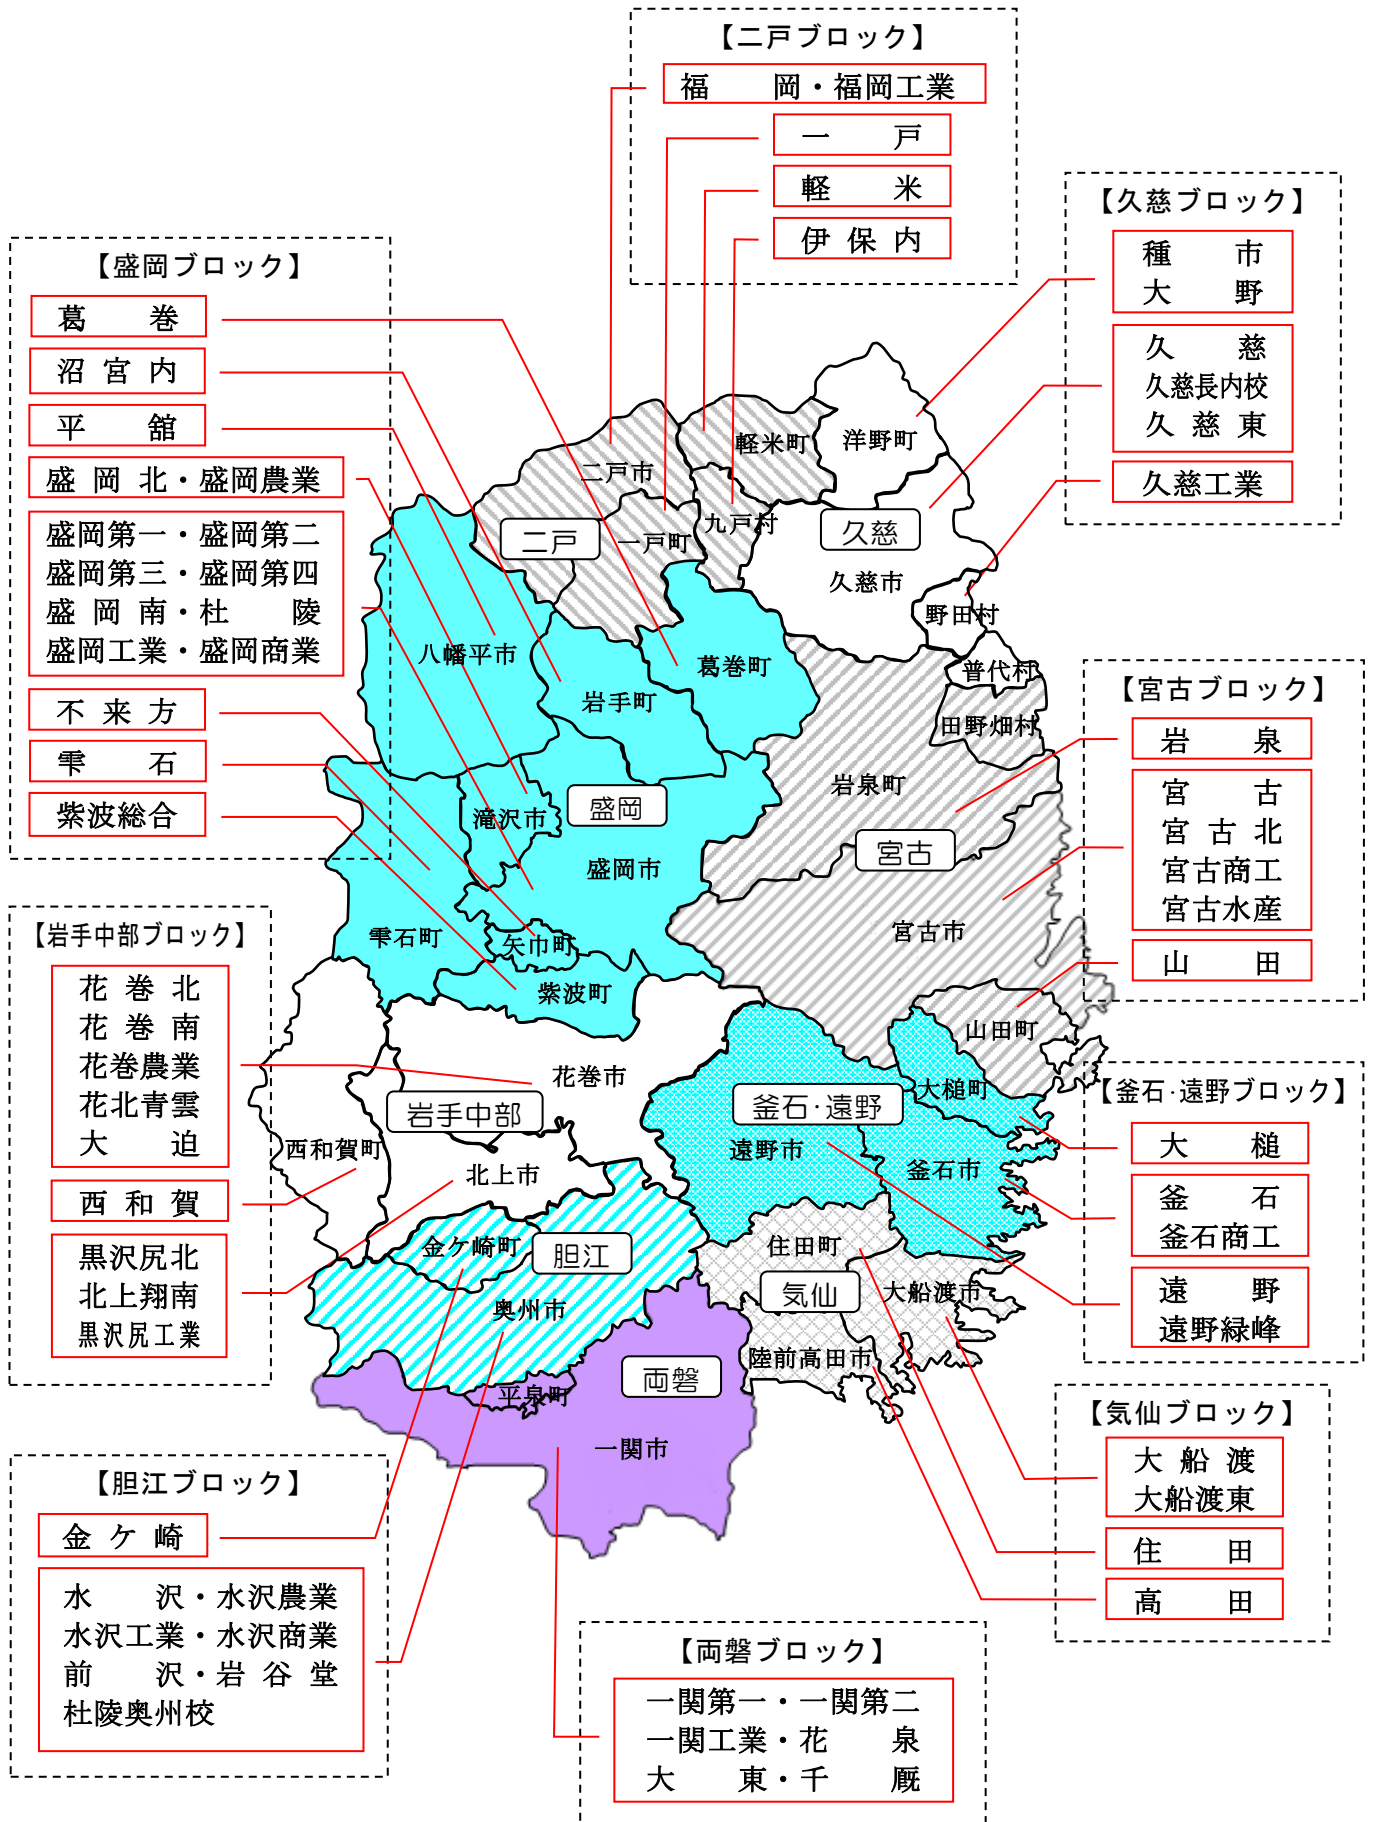 【二戸ブロック】
福　　岡・福岡工業
一　　戸
軽　　米
伊 保 内
【久慈ブロック】
種　　市
大　　野
久　　慈
久慈長内校
久 慈 東
久慈工業
【盛岡ブロック】
葛　　巻
沼 宮 内
平　　舘
盛 岡 北・盛岡農業
盛岡第一・盛岡第二
盛岡第三・盛岡第四
盛 岡 南・杜　　陵
盛岡工業・盛岡商業
不 来 方
雫　　石
紫波総合
【宮古ブロック】
岩　　泉
宮　　古
宮 古 北
宮古商工
宮古水産
山　　田
【岩手中部ブロック】
花 巻 北
花 巻 南
花巻農業
花北青雲
大　　迫
西 和 賀
黒沢尻北
北上翔南
黒沢尻工業
【釜石･遠野ブロック】
大　　槌
釜　　石
釜石商工
遠　　野
遠野緑峰
【気仙ブロック】
大 船 渡
大船渡東
住　　田
高　　田
【胆江ブロック】
金 ケ 崎
水　　沢・水沢農業
水沢工業・水沢商業
前　　沢・岩 谷 堂
杜陵奥州校
【両磐ブロック】
一関第一・一関第二
一関工業・花　　泉
大　　東・千　　厩
洋野町
軽米町
二戸市
九戸村
一戸町
二戸
久慈
久慈市
野田村
普代村
田野畑村
八幡平市
葛巻町
岩手町
岩泉町
滝沢市
盛岡
盛岡市
宮古
宮古市
雫石町
矢巾町
紫波町
山田町
花巻市
大槌町
岩手中部
釜石･遠野
西和賀町
北上市
遠野市
釜石市
金ケ崎町
胆江
住田町
気仙
大船渡市
奥州市
陸前高田市
両磐
平泉町
一関市